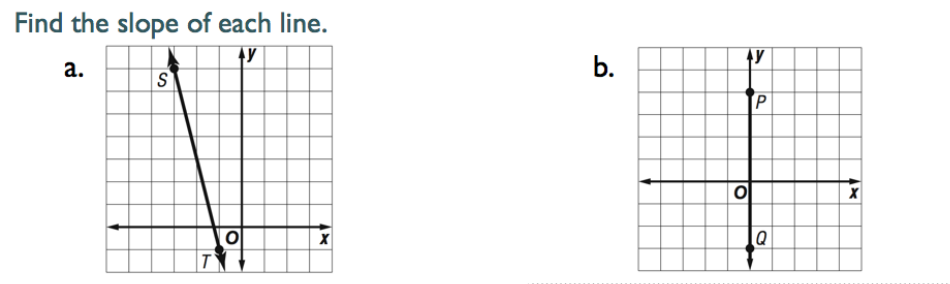 Find the slope of each line.
a.
y
S
O
x
T
b.
y
P
O
x
Q